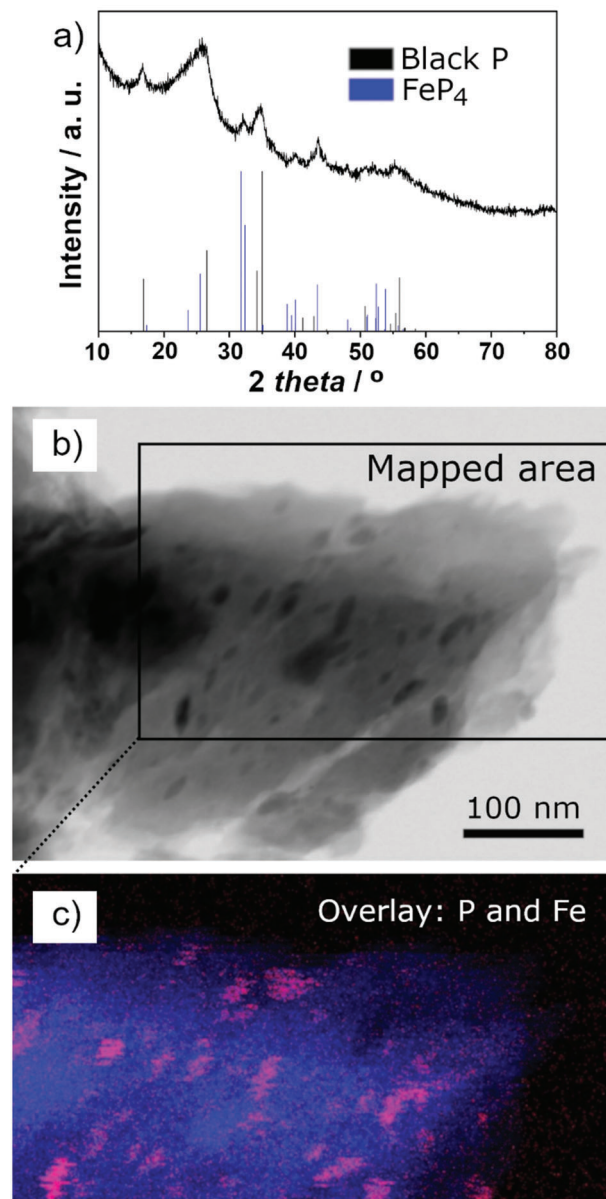 a)
Black P
FeP₄
Intensity / a. u.
10 20 30 40 50 60 70 80
2 theta / º
b)
Mapped area
100 nm
c)
Overlay: P and Fe